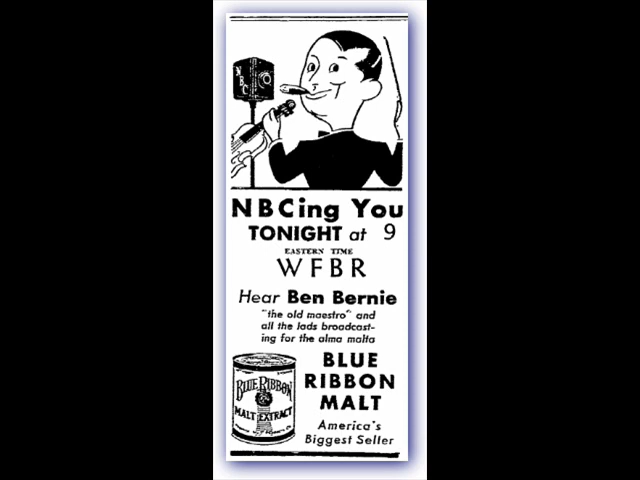 NBC
NBCing You
TONIGHT at 9
EASTERN TIME
WFBR
Hear Ben Bernie
"the old maestro" and
all the lads broadcast-
ing for the alma malta
BLUE RIBBON
MALT EXTRACT
BLUE
RIBBON
MALT
America's
Biggest Seller